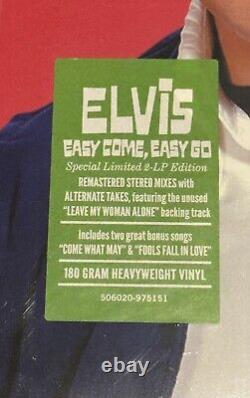 ELVIS
EASY COME, EASY GO
Special Limited 2-LP Edition
REMASTERED STEREO MIXES with
ALTERNATE TAKES, featuring the unused
"LEAVE MY WOMAN ALONE" backing track
Includes two great bonus songs
"COME WHAT MAY" & "FOOLS FALL IN LOVE"
180 GRAM HEAVYWEIGHT VINYL
506020-975151